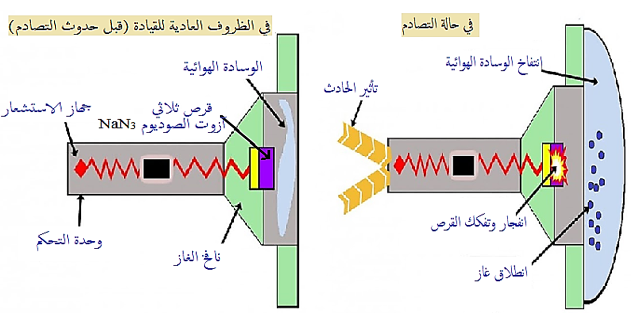 في الظروف العادية للقيادة (قبل حدوث التصادم)
الوسادة الهوائية
قرص ثلاثي
أزوت الصوديوم NaN3
جهاز الاستشعار
وحدة التحكم
نافخ الغاز
في حالة التصادم
انتفاخ الوسادة الهوائية
تأثير الحادث
انفجار وتفكك القرص
انطلاق غاز